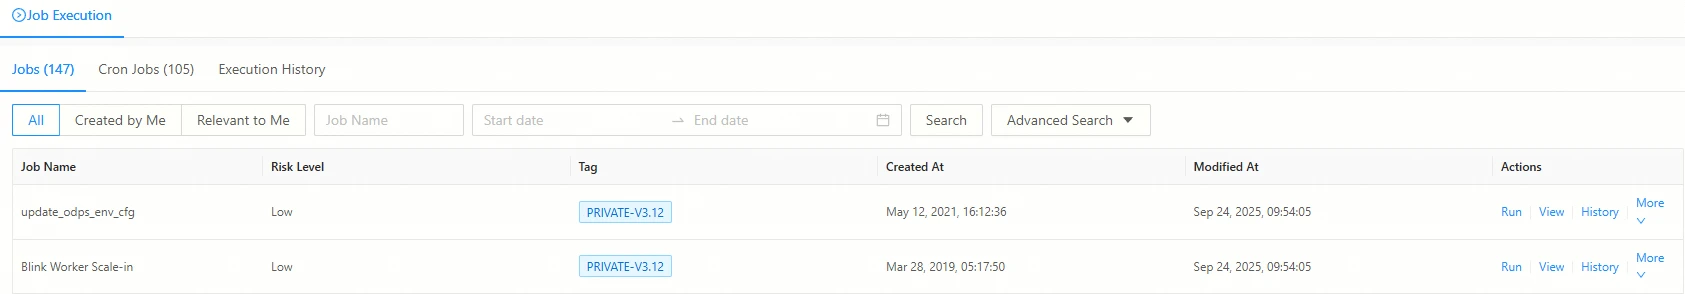 Job Execution
Jobs (147) Cron Jobs (105) Execution History
All Created by Me Relevant to Me Job Name Start date → End date Search Advanced Search
Job Name Risk Level Tag Created At Modified At Actions
update_odps_env_cfg Low PRIVATE-V3.12 May 12, 2021, 16:12:36 Sep 24, 2025, 09:54:05 Run View History More
Blink Worker Scale-in Low PRIVATE-V3.12 Mar 28, 2019, 05:17:50 Sep 24, 2025, 09:54:05 Run View History More